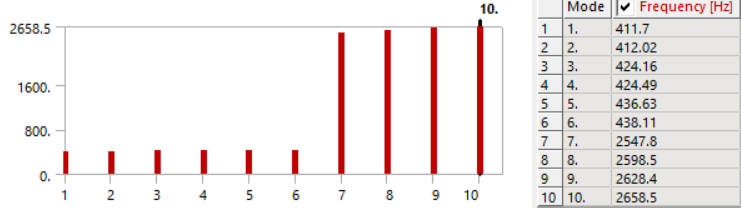 10.
2658.5
1600.
800.
0.
1 2 3 4 5 6 7 8 9 10
Mode Frequency [Hz]
1 1. 411.7
2 2. 412.02
3 3. 424.16
4 4. 424.49
5 5. 436.63
6 6. 438.11
7 7. 2547.8
8 8. 2598.5
9 9. 2628.4
10 10. 2658.5